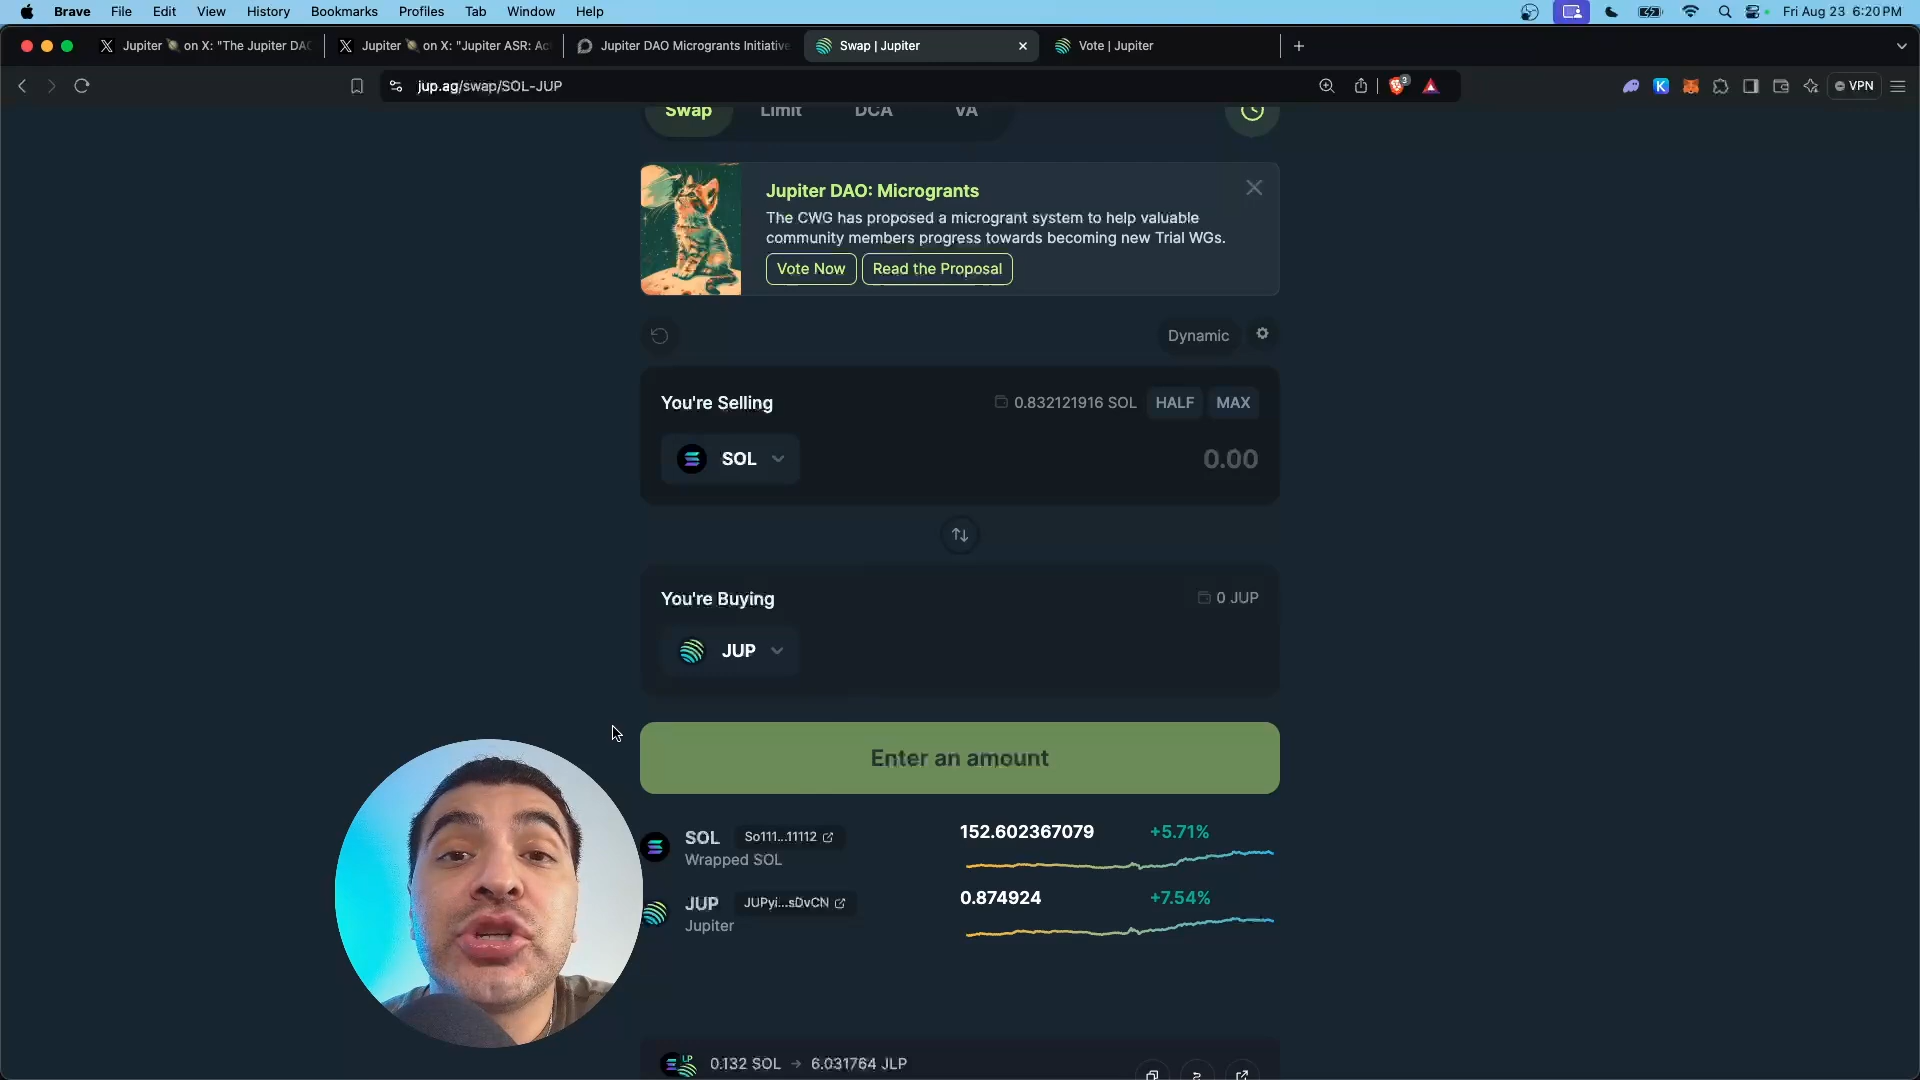 Brave File Edit View History Bookmarks Profiles Tab Window Help Fri Aug 23 6:20 PM
Jupiter on X: "The Jupiter DAO
Jupiter on X: "Jupiter ASR: Ac
Jupiter DAO Microgrants Initiative
Swap | Jupiter
Vote | Jupiter
jup.ag/swap/SOL-JUP
3
VPN
Swap Limit DCA VA
Jupiter DAO: Microgrants
The CWG has proposed a microgrant system to help valuable
community members progress towards becoming new Trial WGs.
Vote Now Read the Proposal
Dynamic
You're Selling 0.832121916 SOL HALF MAX
SOL 0.00
You're Buying 0 JUP
JUP
Enter an amount
SOL So111...11112 152.602367079 +5.71%
Wrapped SOL
JUP JUPyi...sDvCN 0.874924 +7.54%
Jupiter
LP
0.132 SOL → 6.031764 JLP